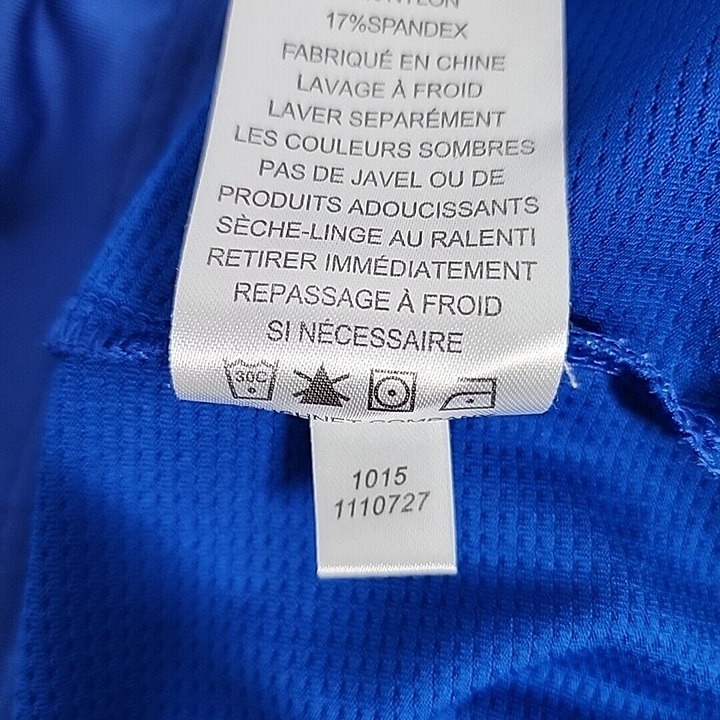 NYLON
17%SPANDEX
FABRIQUÉ EN CHINE
LAVAGE À FROID
LAVER SEPARÉMENT
LES COULEURS SOMBRES
PAS DE JAVEL OU DE
PRODUITS ADOUCISSANTS
SÈCHE-LINGE AU RALENTI
RETIRER IMMÉDIATEMENT
REPASSAGE À FROID
SI NÉCESSAIRE
30C
1015
1110727